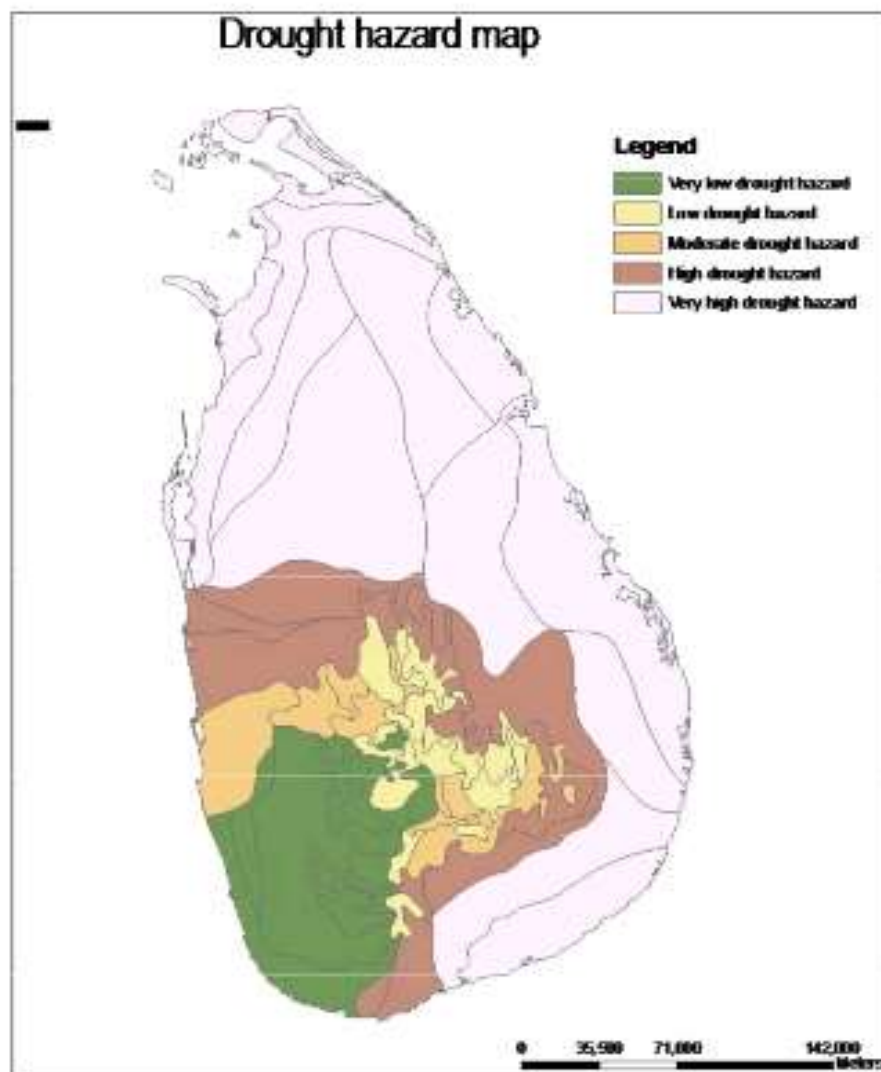 Drought hazard map
Legend
Very low drought hazard
Low drought hazard
Moderate drought hazard
High drought hazard
Very high drought hazard
0 35,500 71,000 142,000
Meters